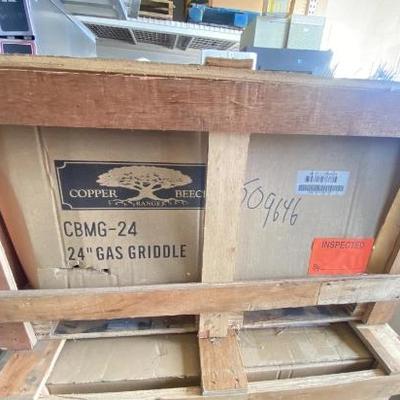 COPPER BEECH
RANGES
CBMG-24
24" GAS GRIDDLE
509646
INSPECTED